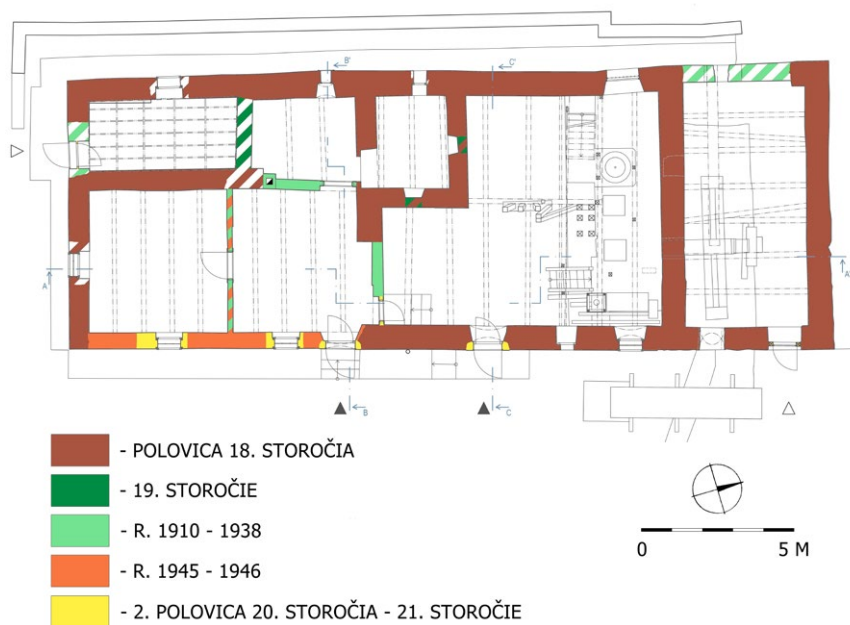 B' C'
A A'
B C
- POLOVICA 18. STOROČIA
- 19. STOROČIE
- R. 1910 - 1938
- R. 1945 - 1946
- 2. POLOVICA 20. STOROČIA - 21. STOROČIE
0 5 M